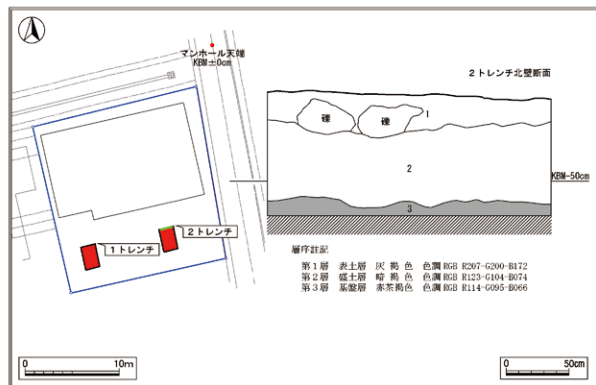 マンホール天端
KBM±0cm
2トレンチ北壁断面
礫
礫
1
2
KBM-50cm
3
1トレンチ
2トレンチ
層序註記
第1層 表土層 灰褐色 色調RGB R207-G200-B172
第2層 盛土層 暗褐色 色調RGB R123-G104-B074
第3層 基盤層 赤茶褐色 色調RGB R114-G095-B066
0 10m
0 50cm